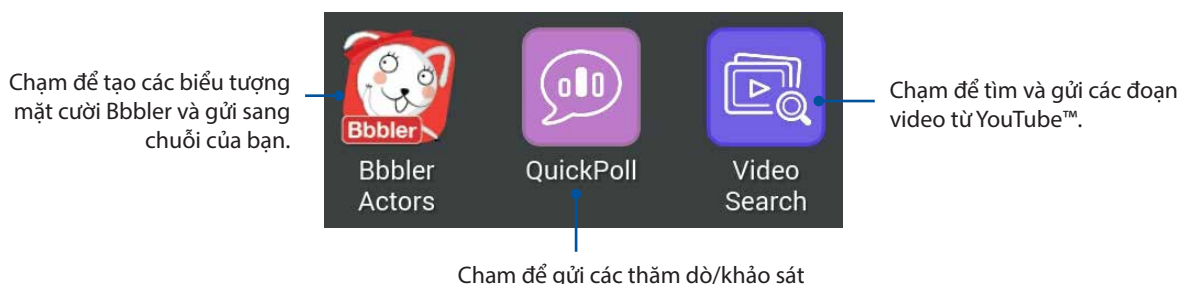 Chạm để tạo các biểu tượng
mặt cười Bbbler và gửi sang
chuỗi của bạn.
Bbbler
Bbbler
Actors
QuickPoll
Video
Search
Chạm để tìm và gửi các đoạn
video từ YouTube™.
Chạm để gửi các thăm dò/khảo sát